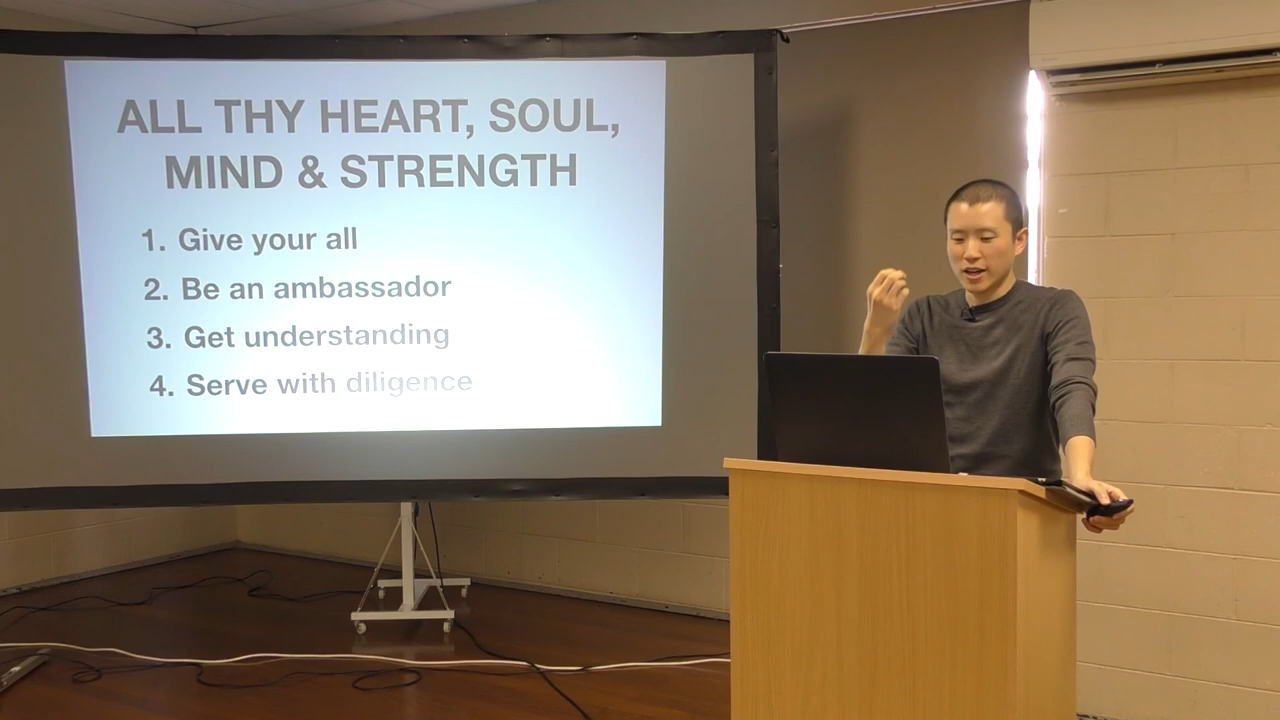 ALL THY HEART, SOUL,
MIND & STRENGTH
1. Give your all
2. Be an ambassador
3. Get understanding
4. Serve with diligence